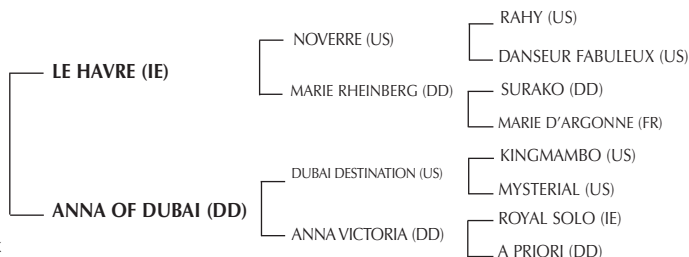 LE HAVRE (IE)
ANNA OF DUBAI (DD)
NOVERRE (US)
MARIE RHEINBERG (DD)
DUBAI DESTINATION (US)
ANNA VICTORIA (DD)
RAHY (US)
DANSEUR FABULEUX (US)
SURAKO (DD)
MARIE D'ARGONNE (FR)
KINGMAMBO (US)
MYSTERIAL (US)
ROYAL SOLO (IE)
A PRIORI (DD)